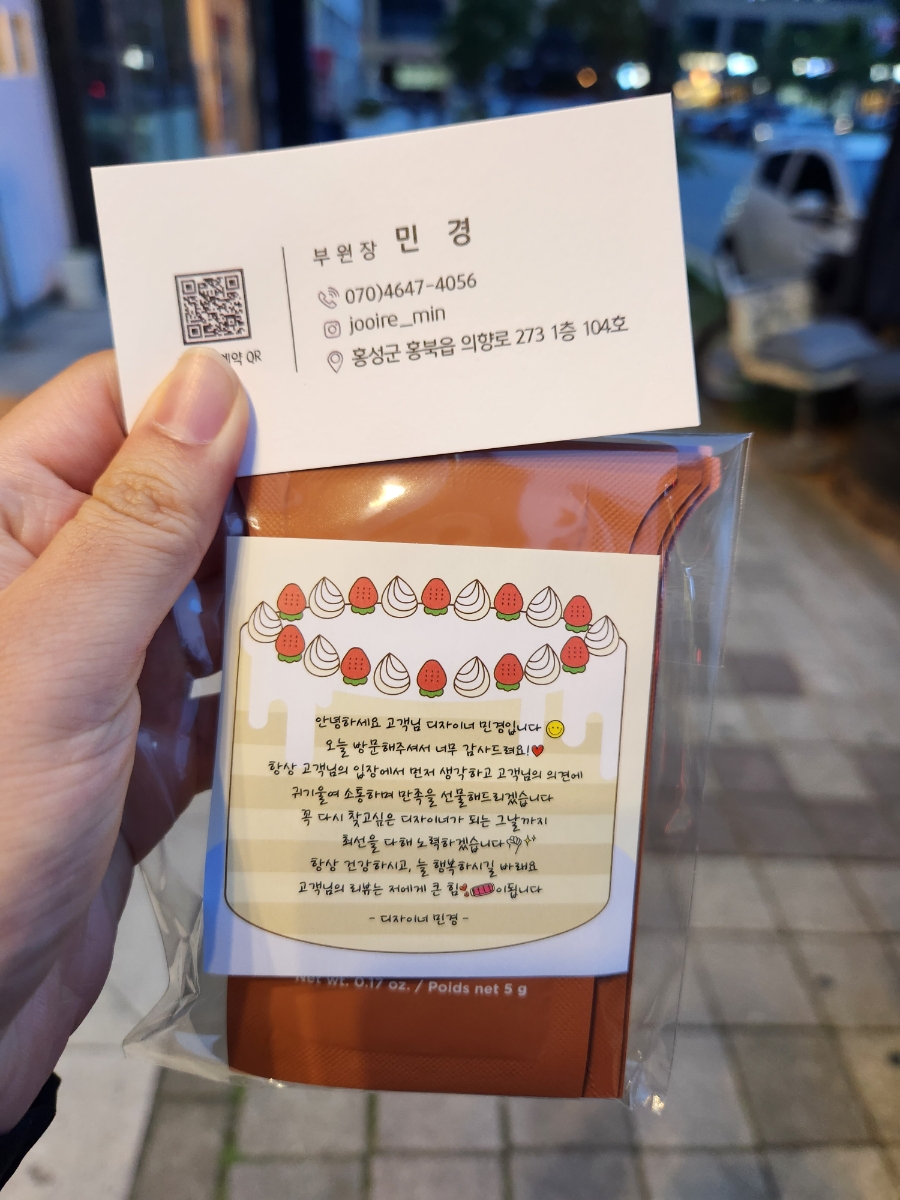 부원장 민 경
070)4647-4056
jooire_min
홍성군 홍북읍 의향로 273 1층 104호
예약 QR
안녕하세요 고객님 디자이너 민경입니다
오늘 방문해주셔서 너무 감사드려요!
항상 고객님의 입장에서 먼저 생각하고 고객님의 의견에
귀기울여 소통하며 만족을 선물해드리겠습니다
꼭 다시 찾고싶은 디자이너가 되는 그날까지
최선을 다해 노력하겠습니다
항상 건강하시고, 늘 행복하시길 바래요
고객님의 리뷰는 저에게 큰 힘이됩니다
- 디자이너 민경 -
Net wt. 0.17 oz. / Poids net 5 g